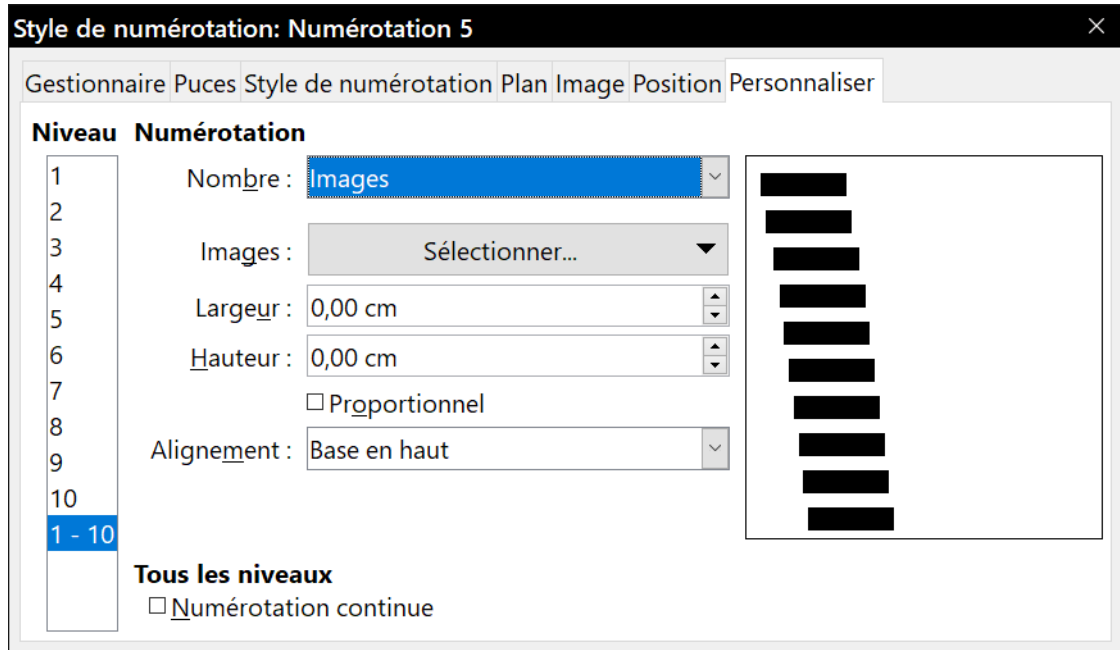 Style de numérotation: Numérotation 5
Gestionnaire Puces Style de numérotation Plan Image Position Personnaliser
Niveau Numérotation
1
2
3
4
5
6
7
8
9
10
1 - 10
Nombre : Images
Images : Sélectionner...
Largeur : 0,00 cm
Hauteur : 0,00 cm
Proportionnel
Alignement : Base en haut
Tous les niveaux
Numérotation continue